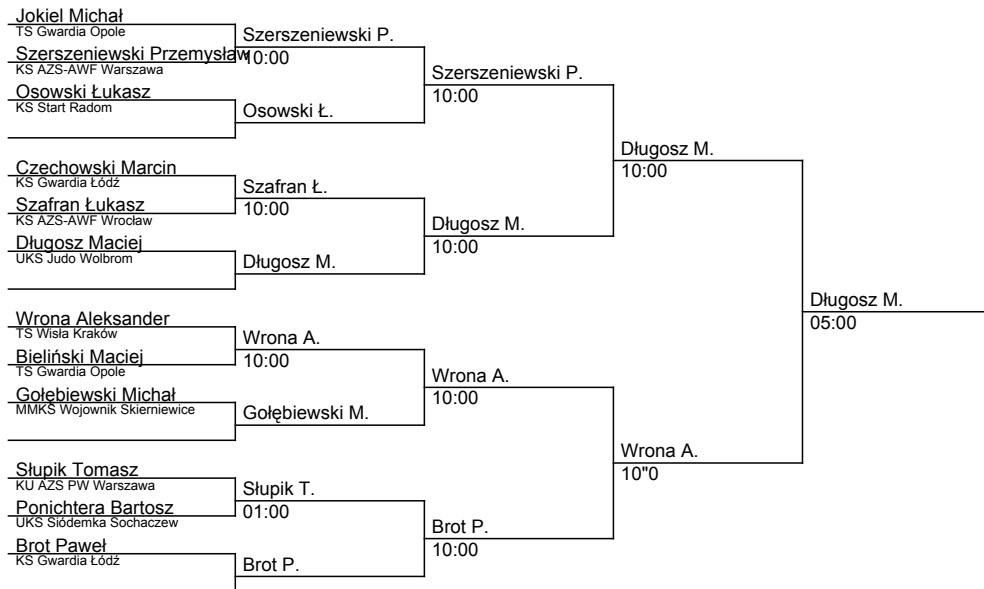 Jokiel Michał
TS Gwardia Opole
Szerszeniewski Przemysław
KS AZS-AWF Warszawa
Osowski Łukasz
KS Start Radom
Czechowski Marcin
KS Gwardia Łódź
Szafran Łukasz
KS AZS-AWF Wrocław
Długosz Maciej
UKS Judo Wolbrom
Wrona Aleksander
TS Wisła Kraków
Bieliński Maciej
TS Gwardia Opole
Gołębiewski Michał
MMKS Wojownik Skierniewice
Słupik Tomasz
KU AZS PW Warszawa
Ponichtera Bartosz
UKS Siódemka Sochaczew
Brot Paweł
KS Gwardia Łódź
Szerszeniewski P.
10:00
Osowski Ł.
Szafran Ł.
10:00
Długosz M.
Wrona A.
10:00
Gołębiewski M.
Słupik T.
01:00
Brot P.
Szerszeniewski P.
10:00
Długosz M.
10:00
Wrona A.
10:00
Brot P.
10:00
Długosz M.
10:00
Wrona A.
10"0
Długosz M.
05:00